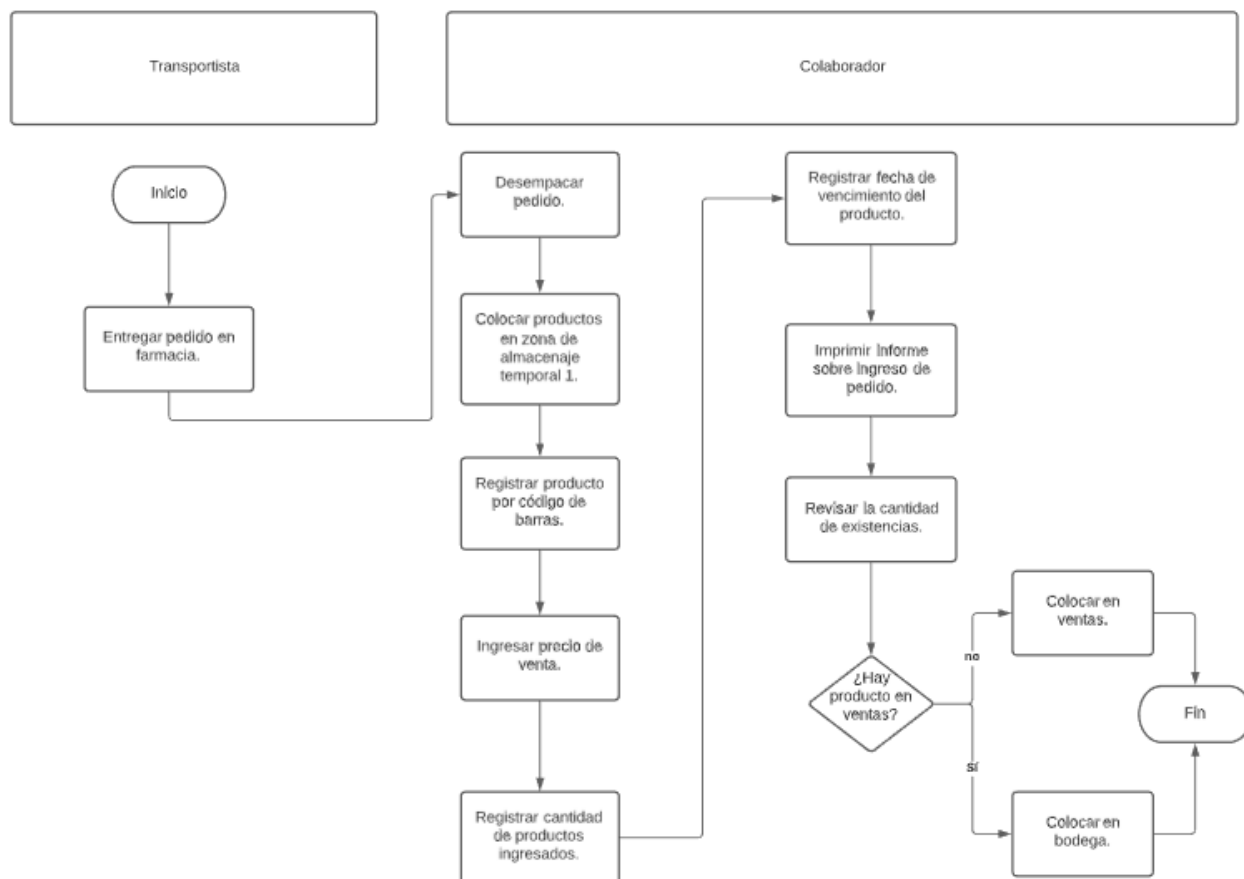 Transportista
Colaborador
Inicio
Entregar pedido en
farmacia.
Desempacar
pedido.
Colocar productos
en zona de
almacenaje
temporal 1.
Registrar producto
por código de
barras.
Ingresar precio de
venta.
Registrar cantidad
de productos
ingresados.
Registrar fecha de
vencimiento del
producto.
Imprimir Informe
sobre Ingreso de
pedido.
Revisar la cantidad
de existencias.
¿Hay
producto en
ventas?
no
Colocar en
ventas.
Sí
Colocar en
bodega.
Fin